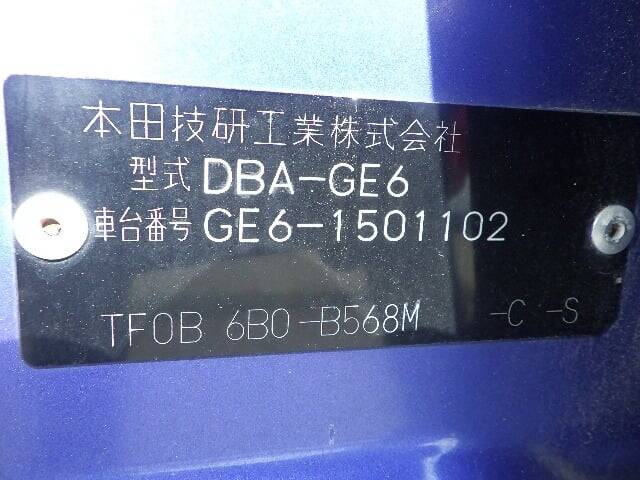 本田技研工業株式会社
型式 DBA-GE6
車台番号 GE6-1501102
TF0B 6B0-B568M -C -S